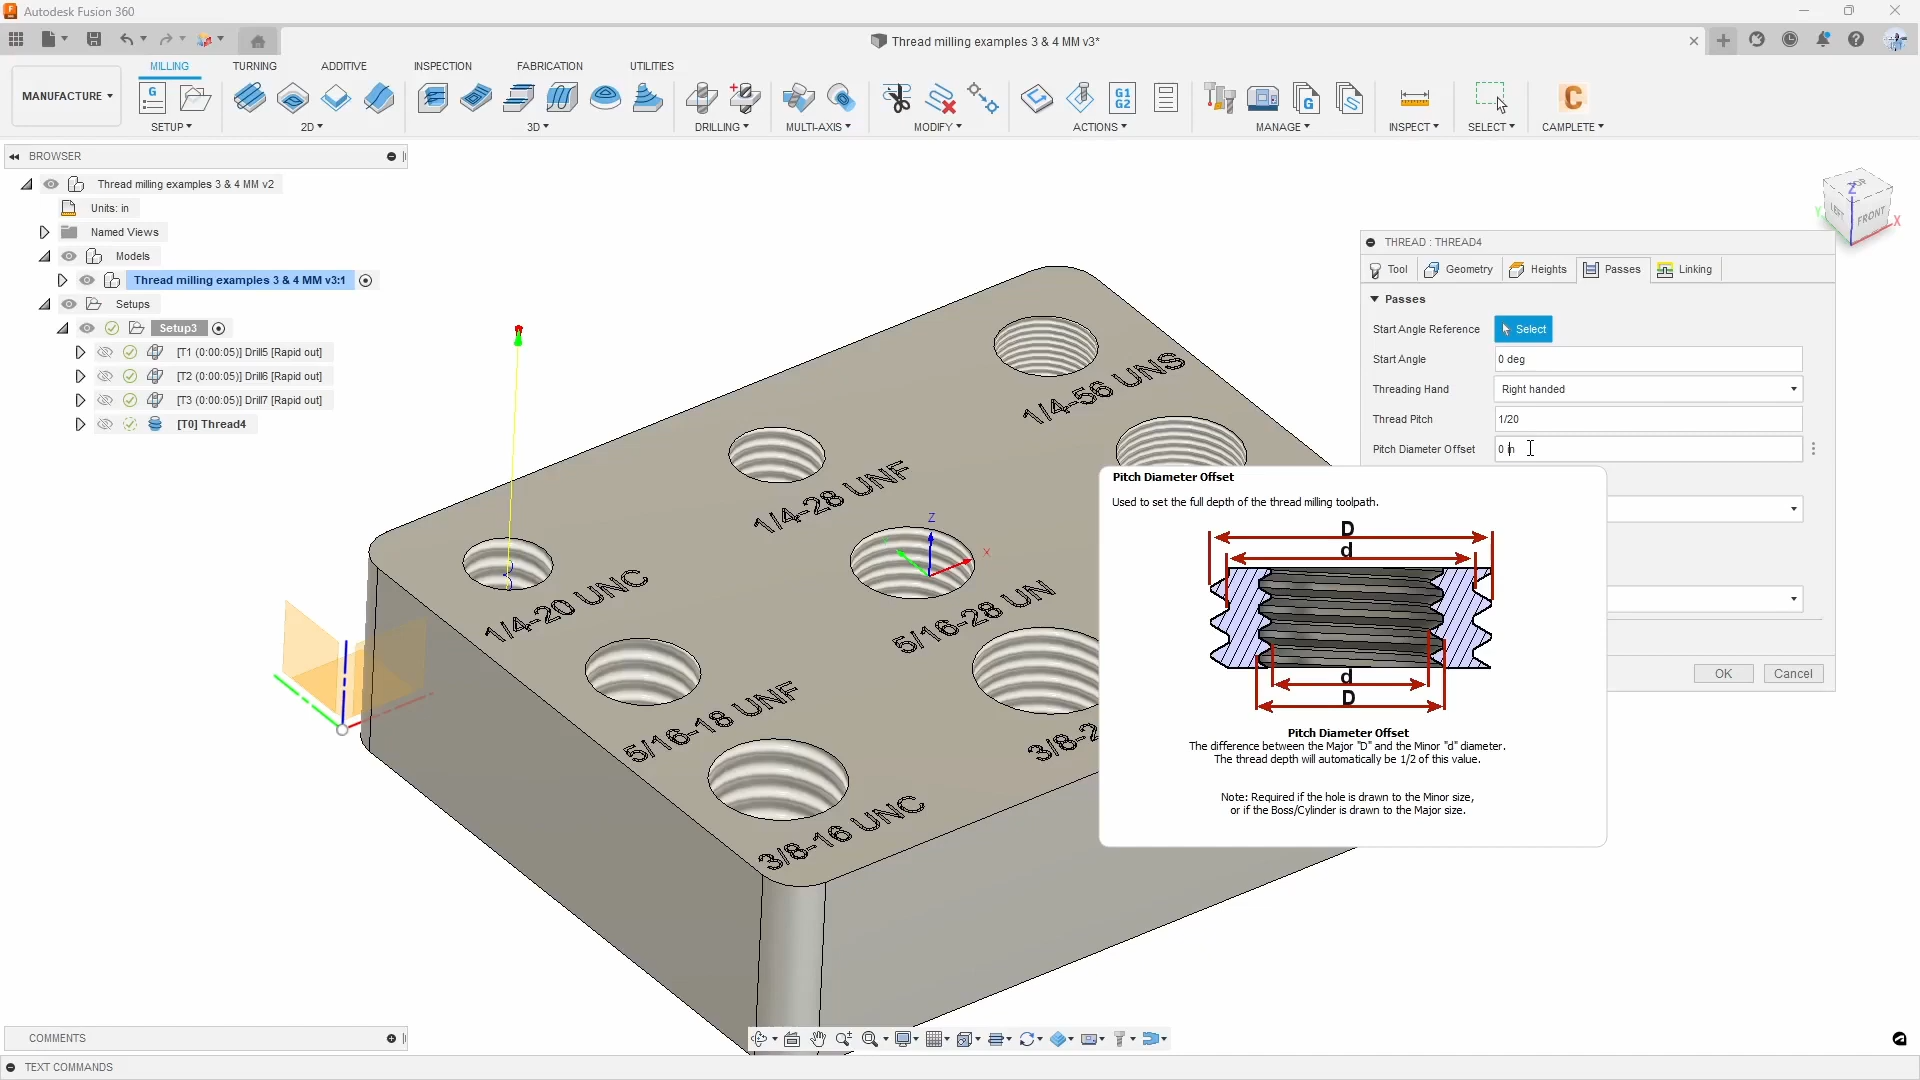 Autodesk Fusion 360
Thread milling examples 3 & 4 MM v3*
MANUFACTURE
MILLING
TURNING
ADDITIVE
INSPECTION
FABRICATION
UTILITIES
G
G1
G2
G
C
SETUP
2D
3D
DRILLING
MULTI-AXIS
MODIFY
ACTIONS
MANAGE
INSPECT
SELECT
CAMPLETE
BROWSER
Thread milling examples 3 & 4 MM v2
Units: in
Named Views
Models
Thread milling examples 3 & 4 MM v3:1
Setups
Setup3
[T1 (0:00:05)] Drill5 [Rapid out]
[T2 (0:00:05)] Drill6 [Rapid out]
[T3 (0:00:05)] Drill7 [Rapid out]
[T0] Thread4
TOP
LEFT
FRONT
Z
Y
X
1/4-56 UNS
1/4-28 UNF
1/4-20 UNC
5/16-28 UN
5/16-18 UNF
3/8-2
3/8-16 UNC
Z
X
THREAD : THREAD4
Tool
Geometry
Heights
Passes
Linking
Passes
Start Angle Reference
Select
Start Angle
0 deg
Threading Hand
Right handed
Thread Pitch
1/20
Pitch Diameter Offset
0 in
OK
Cancel
Pitch Diameter Offset
Used to set the full depth of the thread milling toolpath.
D
d
d
D
Pitch Diameter Offset
The difference between the Major "D" and the Minor "d" diameter.
The thread depth will automatically be 1/2 of this value.
Note: Required if the hole is drawn to the Minor size,
or if the Boss/Cylinder is drawn to the Major size.
COMMENTS
TEXT COMMANDS